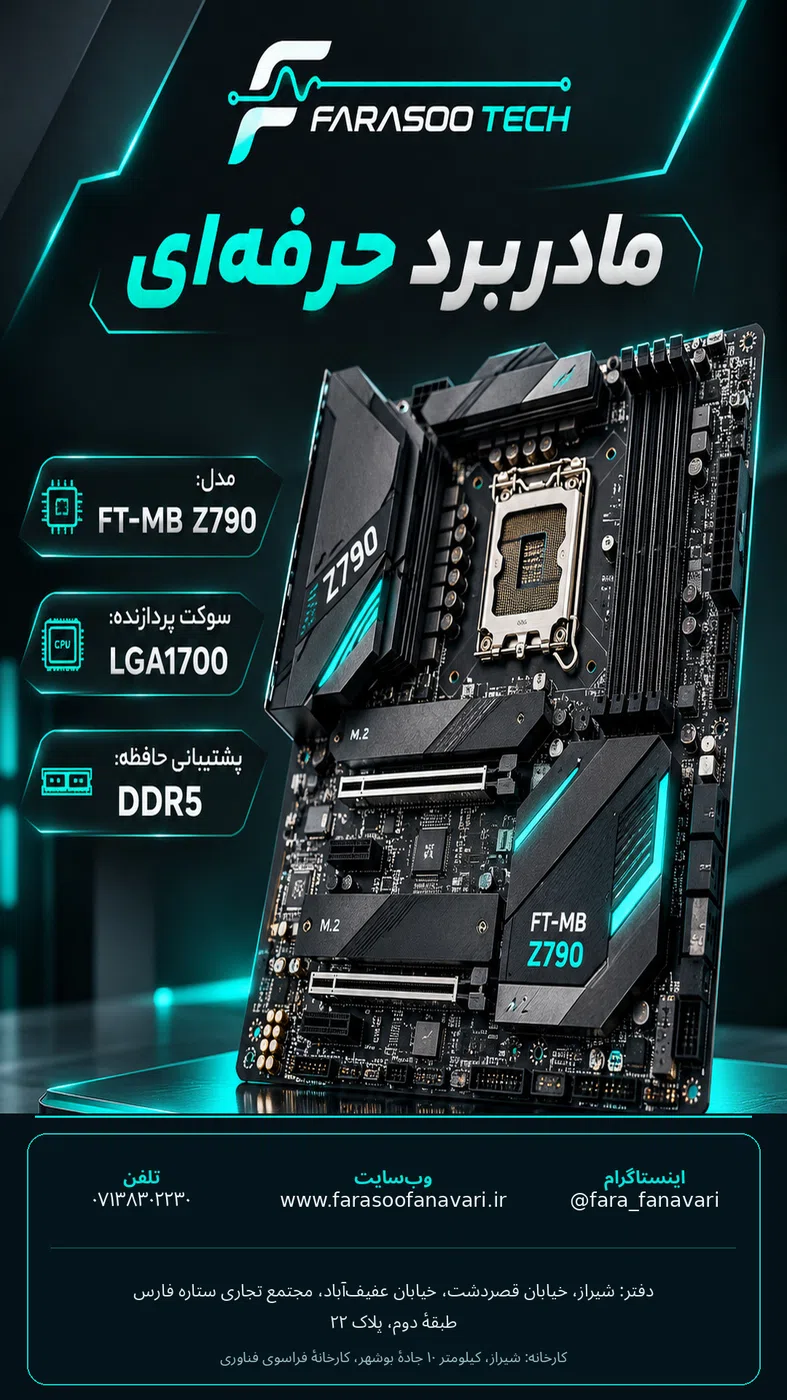 FARASOO TECH
مادربرد حرفه‌ای
مدل:
FT-MB Z790
سوکت پردازنده:
CPU
LGA1700
پشتیبانی حافظه:
DDR5
Z790
M.2
M.2
FT-MB
Z790
اینستاگرام
@fara_fanavari
وب‌سایت
www.farasoofanavari.ir
تلفن
۰۷۱۳۸۳۰۲۲۳۰
دفتر: شیراز، خیابان قصردشت، خیابان عفیف‌آباد، مجتمع تجاری ستاره فارس
طبقهٔ دوم، پلاک ۲۲
کارخانه: شیراز، کیلومتر ۱۰ جادهٔ بوشهر، کارخانهٔ فراسوی فناوری